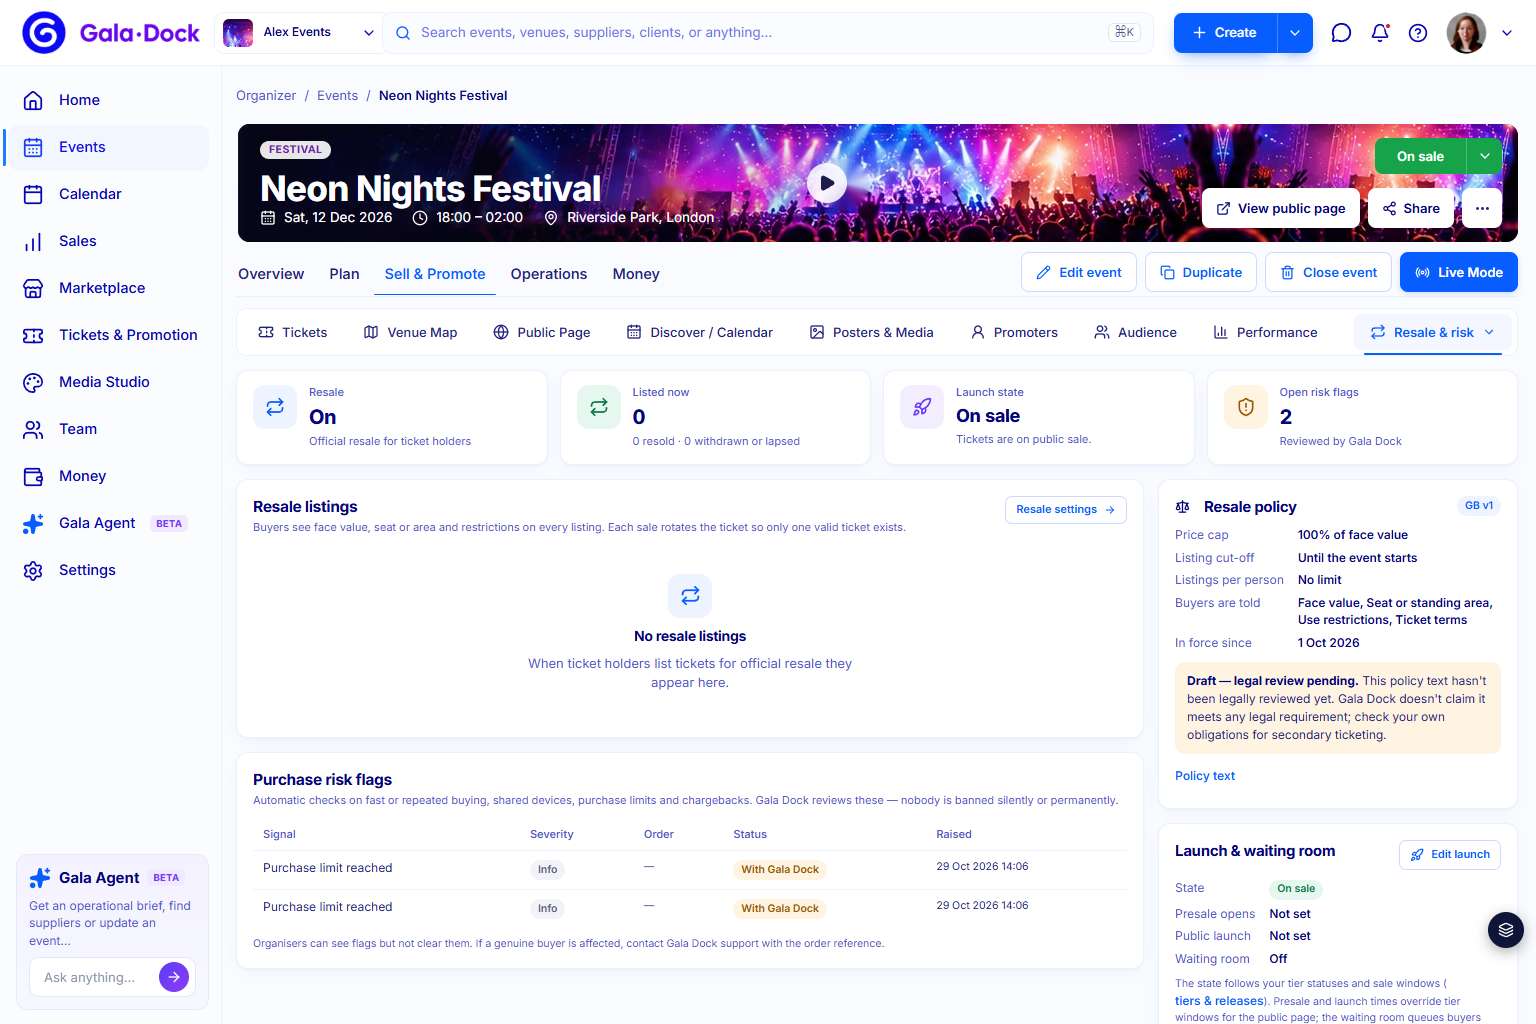 Gala·Dock
Alex Events
Search events, venues, suppliers, clients, or anything...
⌘K
Create
Home
Events
Calendar
Sales
Marketplace
Tickets & Promotion
Media Studio
Team
Money
Gala Agent BETA
Settings
Gala Agent BETA
Get an operational brief, find
suppliers or update an
event...
Ask anything...
Organizer / Events / Neon Nights Festival
FESTIVAL
Neon Nights Festival
Sat, 12 Dec 2026 18:00 – 02:00 Riverside Park, London
On sale
View public page
Share
Overview Plan Sell & Promote Operations Money
Edit event
Duplicate
Close event
Live Mode
Tickets Venue Map Public Page Discover / Calendar Posters & Media Promoters Audience Performance Resale & risk
Resale
On
Official resale for ticket holders
Listed now
0
0 resold · 0 withdrawn or lapsed
Launch state
On sale
Tickets are on public sale.
Open risk flags
2
Reviewed by Gala Dock
Resale listings
Buyers see face value, seat or area and restrictions on every listing. Each sale rotates the ticket so only one valid ticket exists.
Resale settings
No resale listings
When ticket holders list tickets for official resale they
appear here.
Purchase risk flags
Automatic checks on fast or repeated buying, shared devices, purchase limits and chargebacks. Gala Dock reviews these — nobody is banned silently or permanently.
Signal Severity Order Status Raised
Purchase limit reached Info — With Gala Dock 29 Oct 2026 14:06
Purchase limit reached Info — With Gala Dock 29 Oct 2026 14:06
Organisers can see flags but not clear them. If a genuine buyer is affected, contact Gala Dock support with the order reference.
Resale policy GB v1
Price cap 100% of face value
Listing cut-off Until the event starts
Listings per person No limit
Buyers are told Face value, Seat or standing area,
Use restrictions, Ticket terms
In force since 1 Oct 2026
Draft — legal review pending. This policy text hasn't
been legally reviewed yet. Gala Dock doesn't claim it
meets any legal requirement; check your own
obligations for secondary ticketing.
Policy text
Launch & waiting room
Edit launch
State On sale
Presale opens Not set
Public launch Not set
Waiting room Off
The state follows your tier statuses and sale windows (
tiers & releases). Presale and launch times override tier
windows for the public page; the waiting room queues buyers